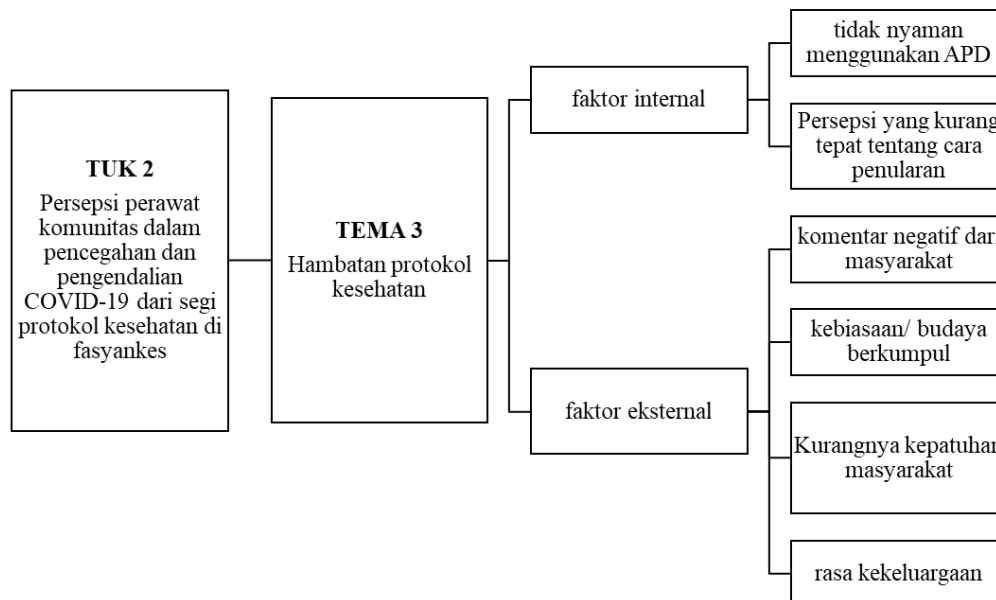 TUK 2
Persepsi perawat
komunitas dalam
pencegahan dan
pengendalian
COVID-19 dari segi
protokol kesehatan di
fasyankes
TEMA 3
Hambatan protokol
kesehatan
faktor internal
tidak nyaman
menggunakan APD
Persepsi yang kurang
tepat tentang cara
penularan
faktor eksternal
komentar negatif dari
masyarakat
kebiasaan/ budaya
berkumpul
Kurangnya kepatuhan
masyarakat
rasa kekeluargaan